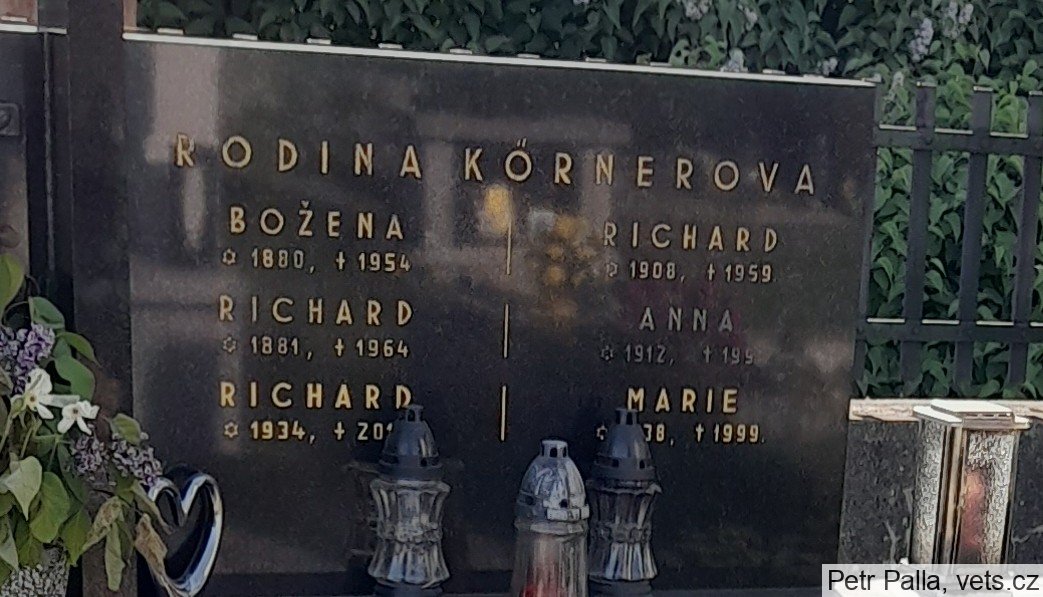 RODINA KŐRNEROVA
BOŽENA
✡ 1880, ✝ 1954
RICHARD
✡ 1881, ✝ 1964
RICHARD
✡ 1934,
RICHARD
✡ 1908, ✝ 1959.
ANNA
✡ 1912,
MARIE
✝ 1999.
Petr Palla, vets.cz